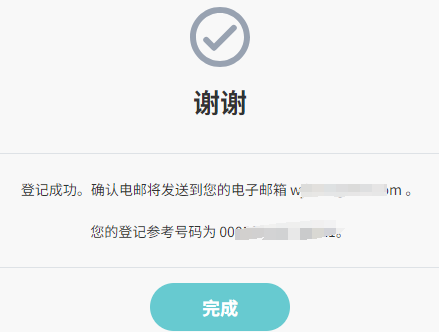 谢谢
登记成功。确认电邮将发送到您的电子邮箱
您的登记参考号码为
完成